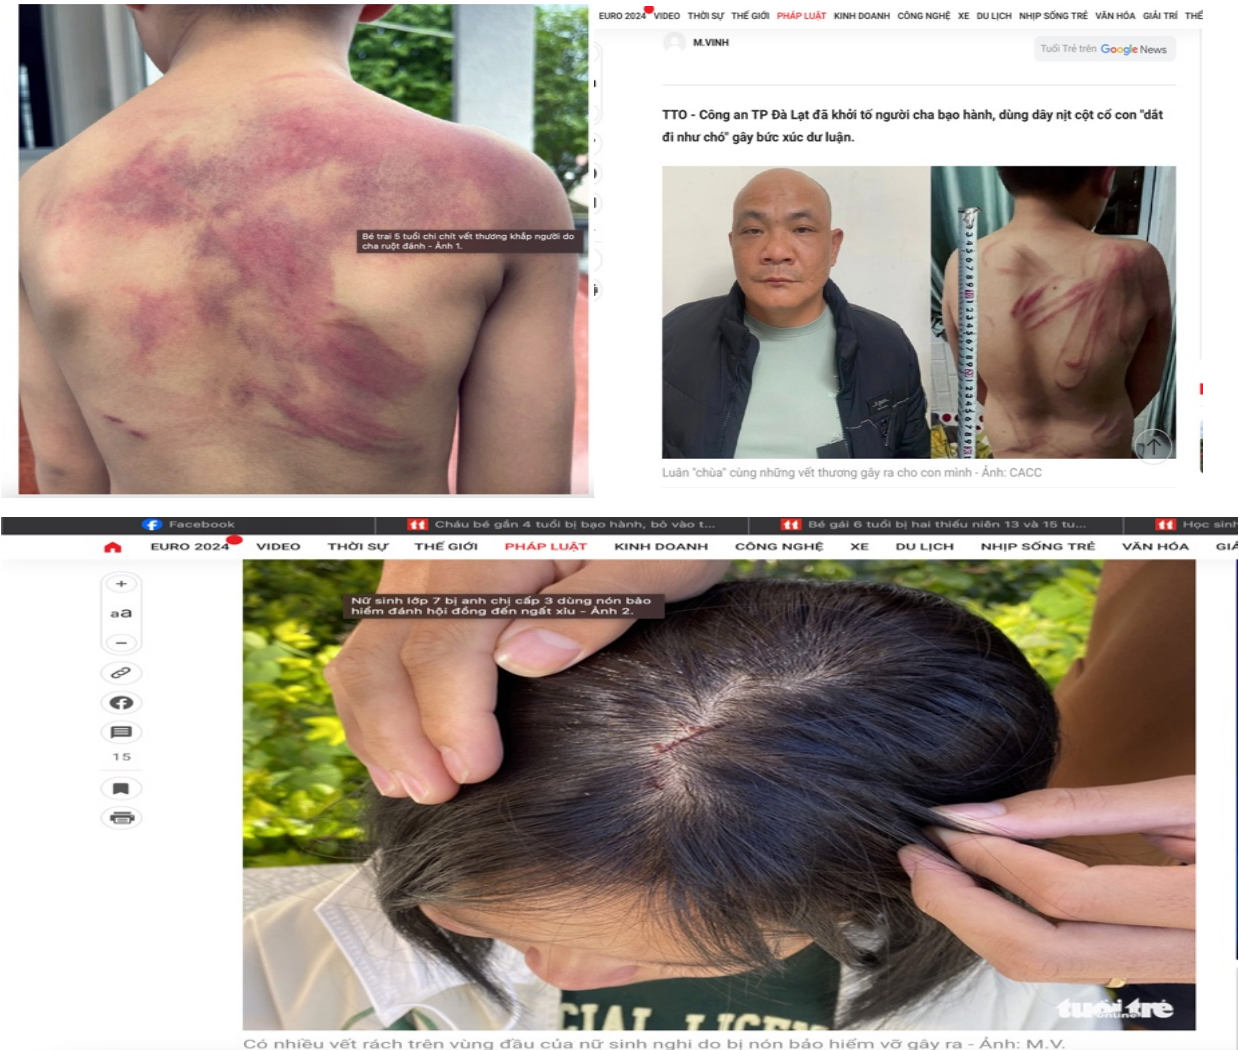 Bé trai 5 tuổi chi chít vết thương khắp người do
cha ruột đánh - Ảnh 1.
EURO 2024 VIDEO THỜI SỰ THẾ GIỚI PHÁP LUẬT KINH DOANH CÔNG NGHỆ XE DU LỊCH NHỊP SỐNG TRẺ VĂN HÓA GIẢI TRÍ THỂ
M.VINH
Tuổi Trẻ trên Google News
TTO - Công an TP Đà Lạt đã khởi tố người cha bạo hành, dùng dây nịt cột cổ con "dắt
đi như chó" gây bức xúc dư luận.
Luân "chùa" cùng những vết thương gây ra cho con mình - Ảnh: CACC
Facebook
Cháu bé gần 4 tuổi bị bạo hành, bỏ vào t...
Bé gái 6 tuổi bị hai thiếu niên 13 và 15 tu...
Học sinh
EURO 2024 VIDEO THỜI SỰ THẾ GIỚI PHÁP LUẬT KINH DOANH CÔNG NGHỆ XE DU LỊCH NHỊP SỐNG TRẺ VĂN HÓA GIẢ
aa
15
Nữ sinh lớp 7 bị anh chị cấp 3 dùng nón bảo
hiểm đánh hội đồng đến ngất xỉu - Ảnh 2.
CIAL LICEN
tuổi trẻ
online
Có nhiều vết rách trên vùng đầu của nữ sinh nghi do bị nón bảo hiểm vỡ gây ra - Ảnh: M.V.